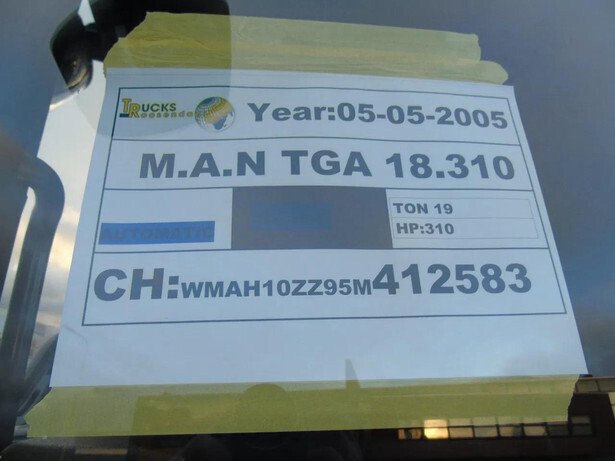 TRUCKS Roosendaal
Year:05-05-2005
M.A.N TGA 18.310
AUTOMATIC
TON 19
HP:310
CH:WMAH10ZZ95M412583